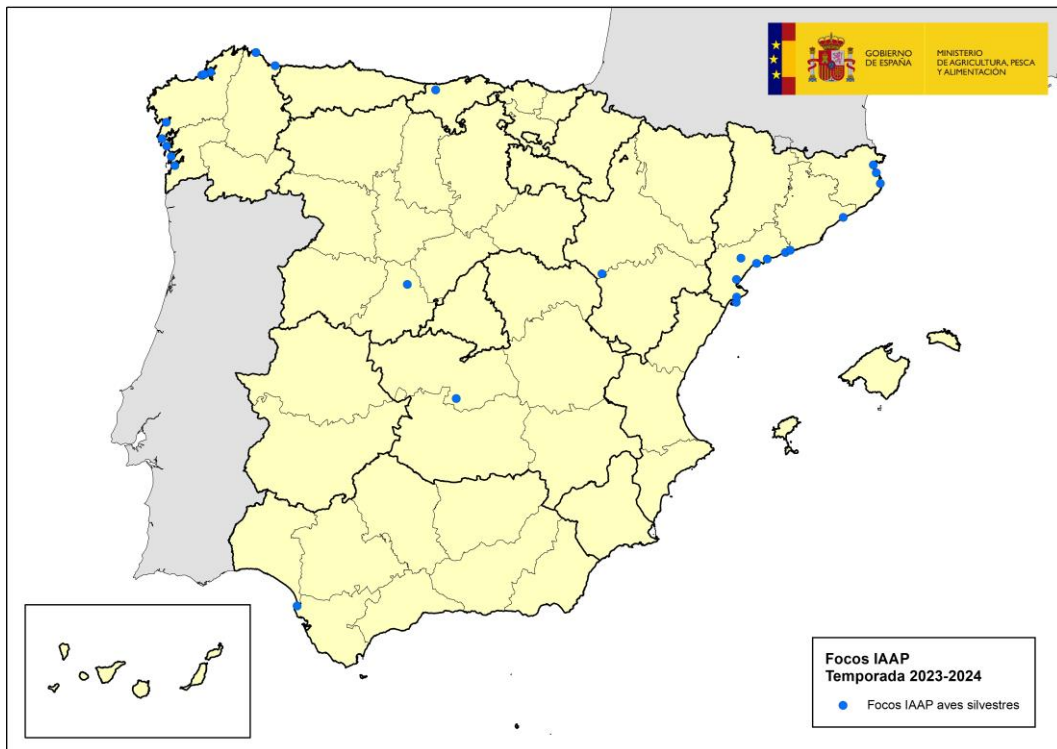 GOBIERNO
DE ESPAÑA
MINISTERIO
DE AGRICULTURA, PESCA
Y ALIMENTACIÓN
Focos IAAP
Temporada 2023-2024
Focos IAAP aves silvestres